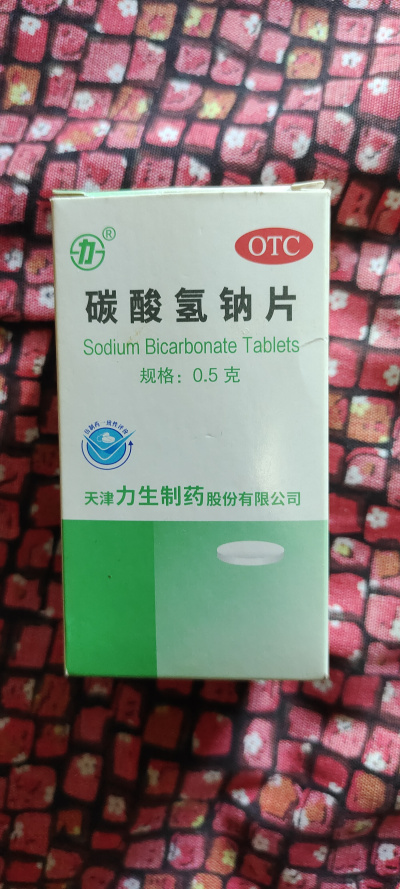 力®
OTC
碳酸氢钠片
Sodium Bicarbonate Tablets
规格：0.5 克
天津力生制药股份有限公司